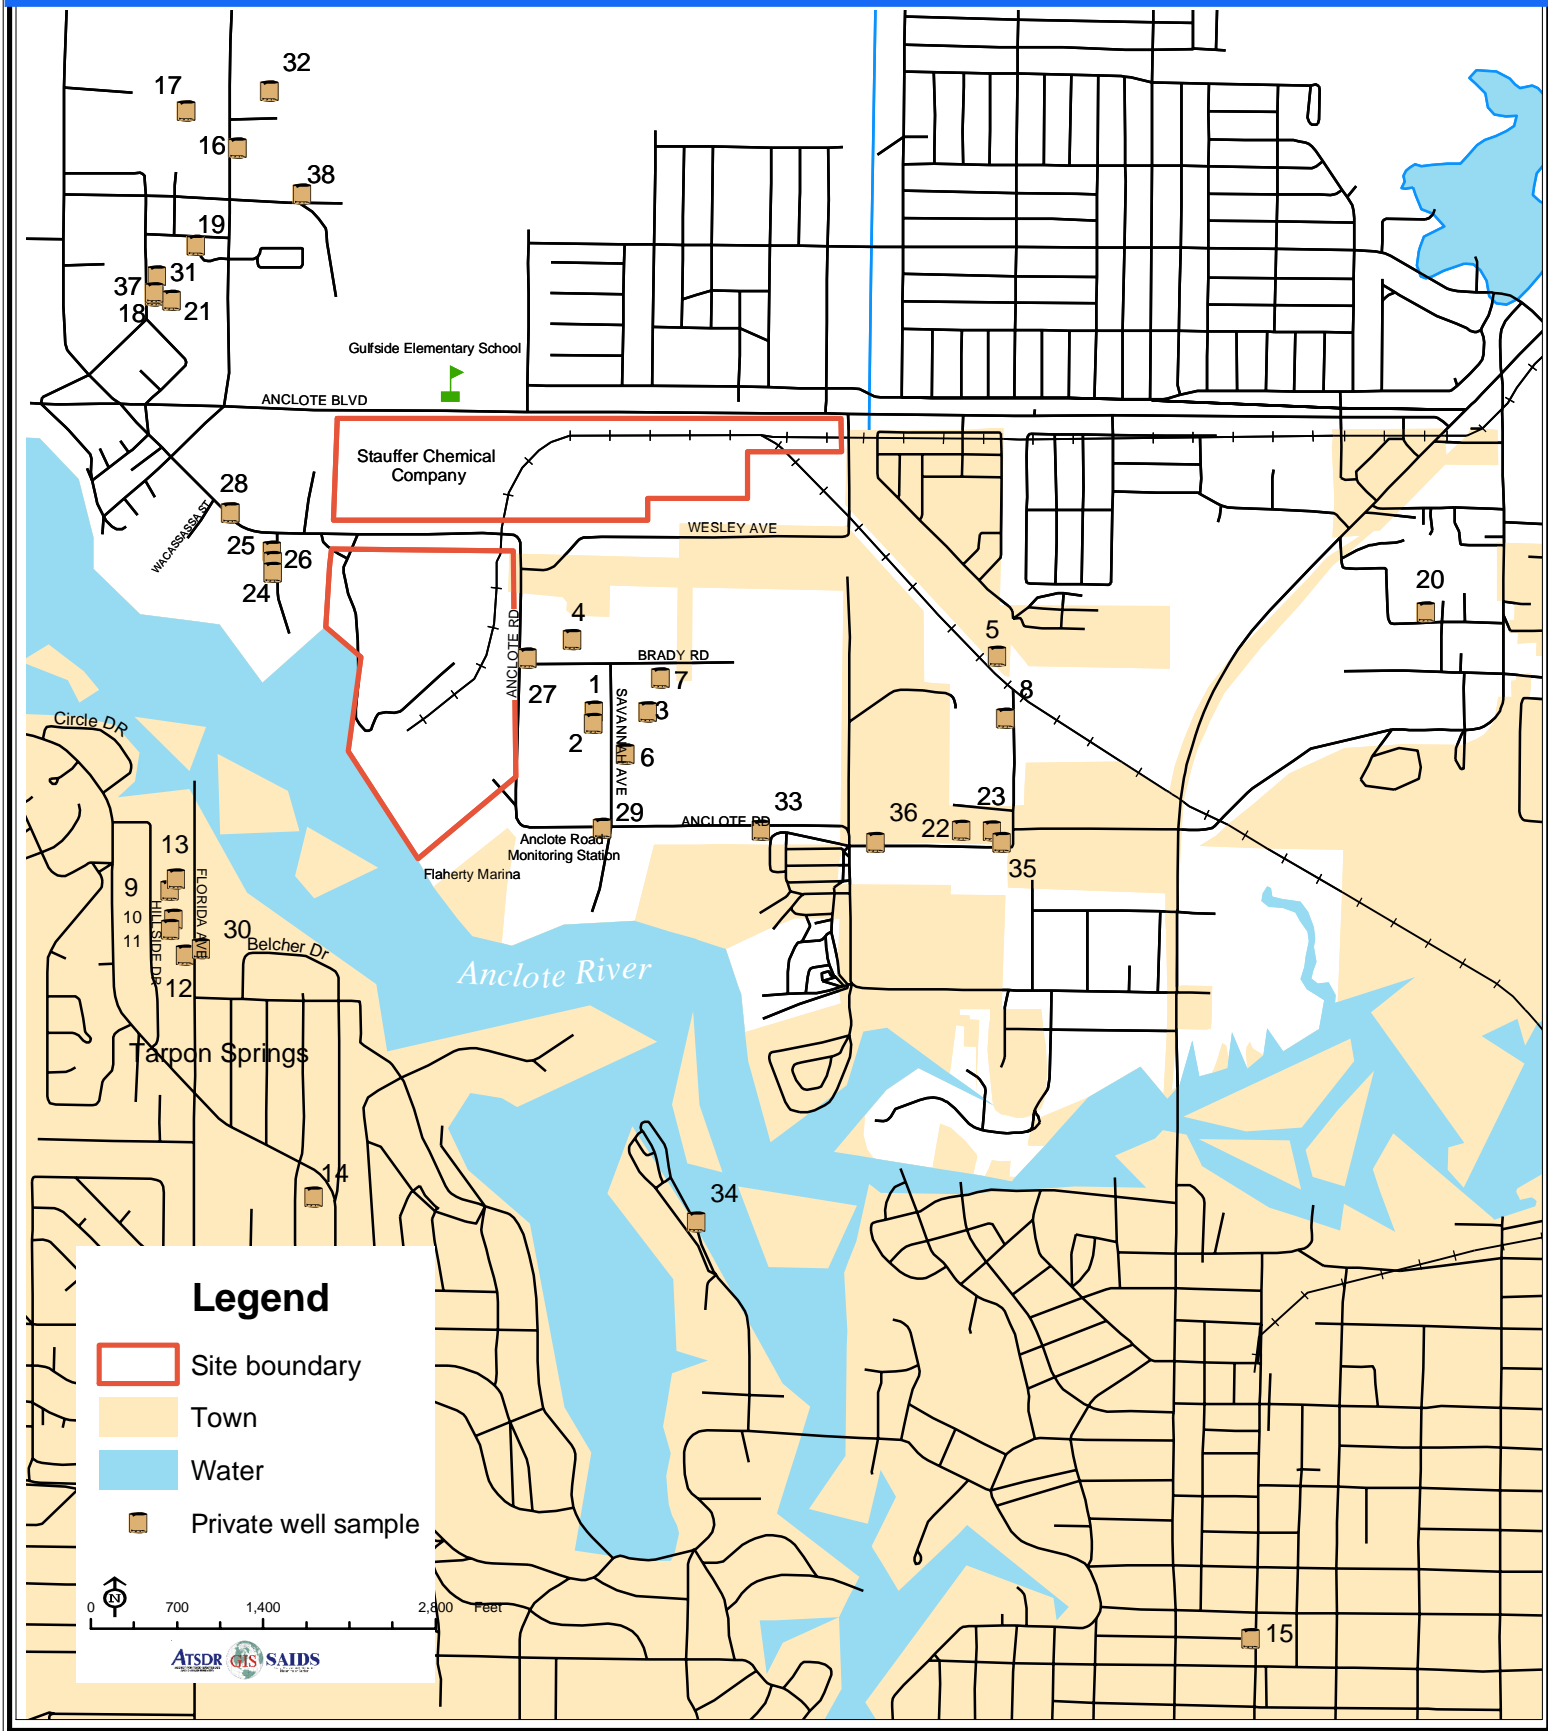 32
17
16
38
19
31
37
21
18
Gulfside Elementary School
ANCLOTE BLVD
Stauffer Chemical
Company
28
WACASSASSA ST
WESLEY AVE
25
26
24
20
4
5
ANCLOTE RD
BRADY RD
27
1
7
8
SAVANNAH AVE
3
2
6
Circle DR
29
33
ANCLOTE RD
36
22
23
Anclote Road
Monitoring Station
Flaherty Marina
35
13
9
FLORIDA AVE
HILLSIDE DR
10
11
30
Belcher Dr
12
Anclote River
Tarpon Springs
14
34
15
Legend
Site boundary
Town
Water
Private well sample
N
0 700 1,400 2,800 Feet
ATSDR GIS SAIDS